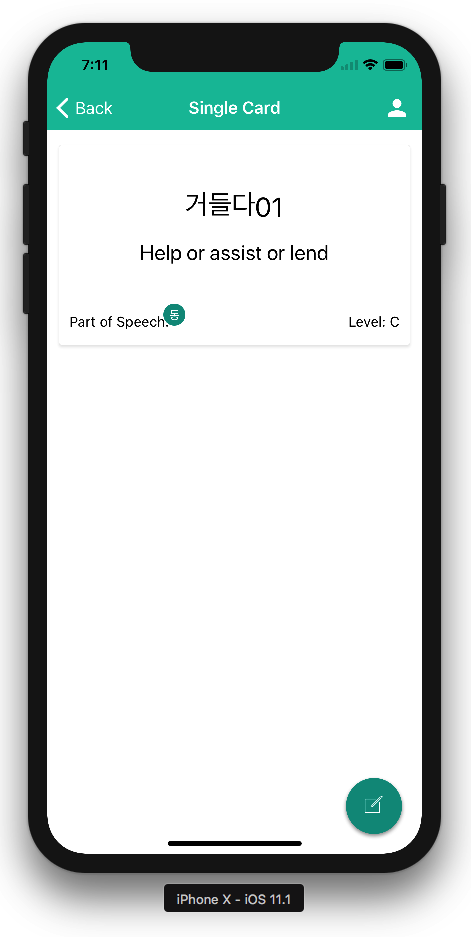 7:11
Back
Single Card
거들다01
Help or assist or lend
Part of Speech:
동
Level: C
iPhone X - iOS 11.1